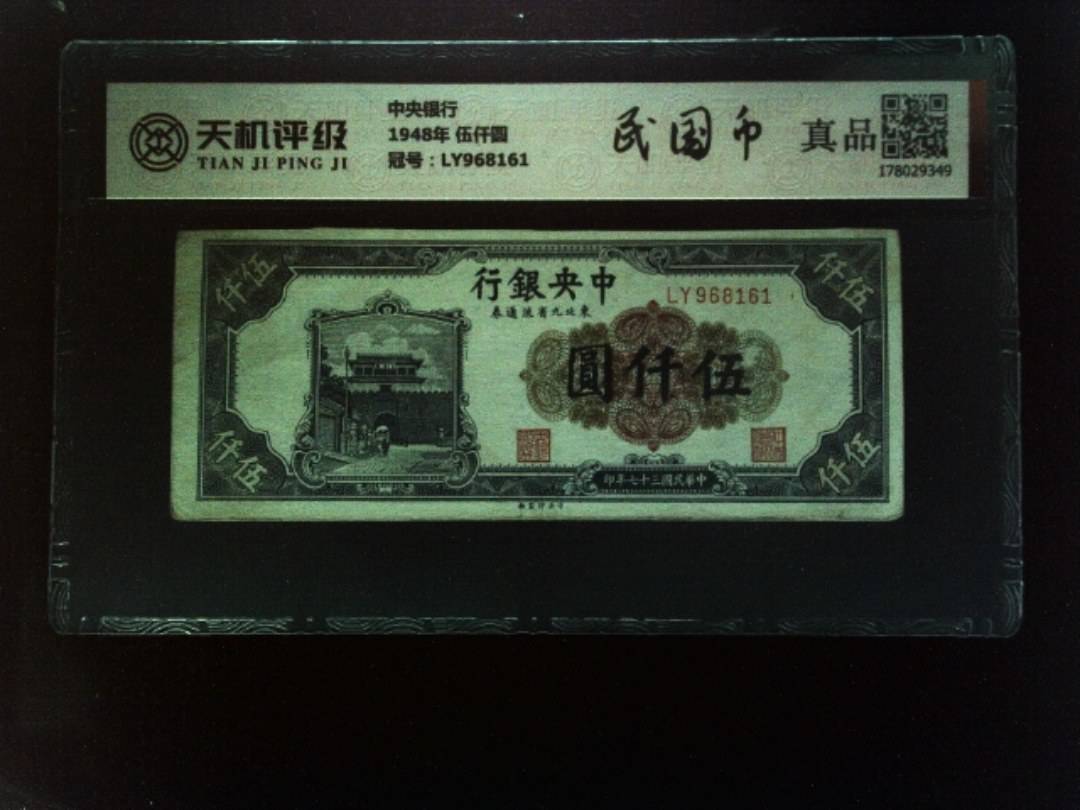 天机评级
TIAN JI PING JI
中央银行
1948年 伍仟圆
冠号：LY968161
民国币
真品
178029349
行銀央中
LY968161
券通流省九北東
圓仟伍
仟伍
仟伍
仟伍
仟伍
印年七十三國民華中